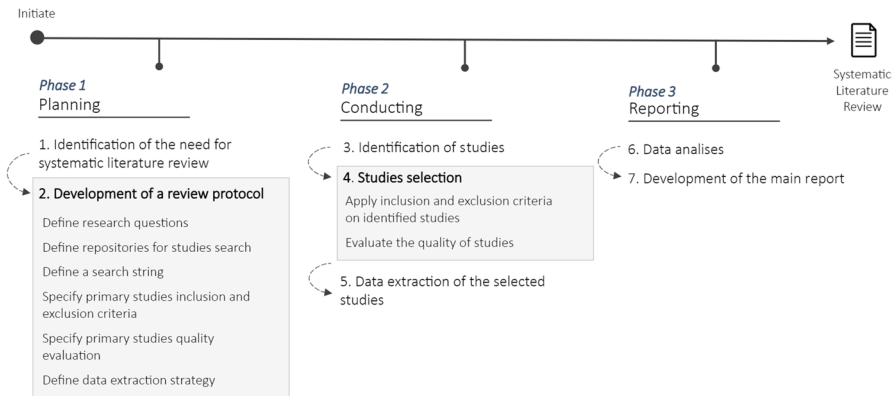 Initiate
Systematic
Literature
Review
Phase 1
Planning
1. Identification of the need for
systematic literature review
2. Development of a review protocol
Define research questions
Define repositories for studies search
Define a search string
Specify primary studies inclusion and
exclusion criteria
Specify primary studies quality
evaluation
Define data extraction strategy
Phase 2
Conducting
3. Identification of studies
4. Studies selection
Apply inclusion and exclusion criteria
on identified studies
Evaluate the quality of studies
5. Data extraction of the selected
studies
Phase 3
Reporting
6. Data analises
7. Development of the main report